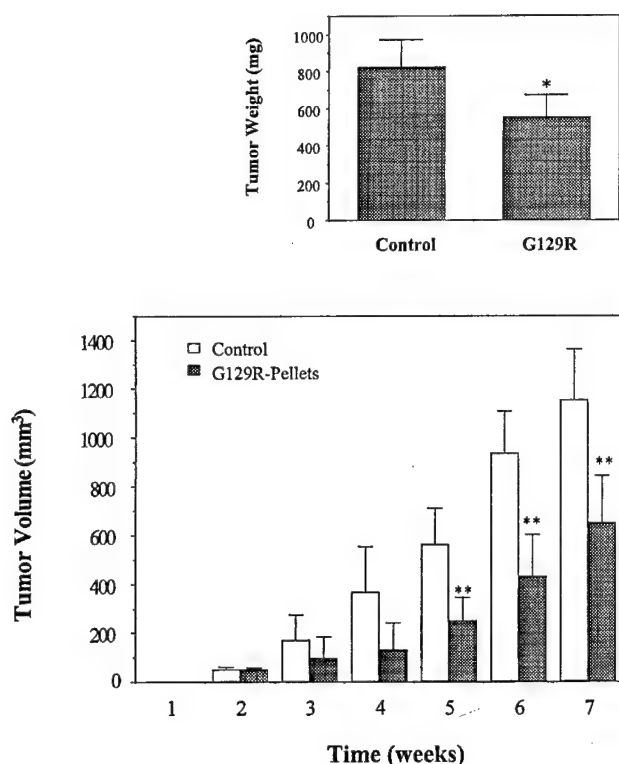 Tumor Weight (mg)
1000
800
600
400
200
0
*
Control
G129R
Tumor Volume (mm³)
1400
1200
1000
800
600
400
200
0
Control
G129R-Pellets
**
**
**
1 2 3 4 5 6 7
Time (weeks)